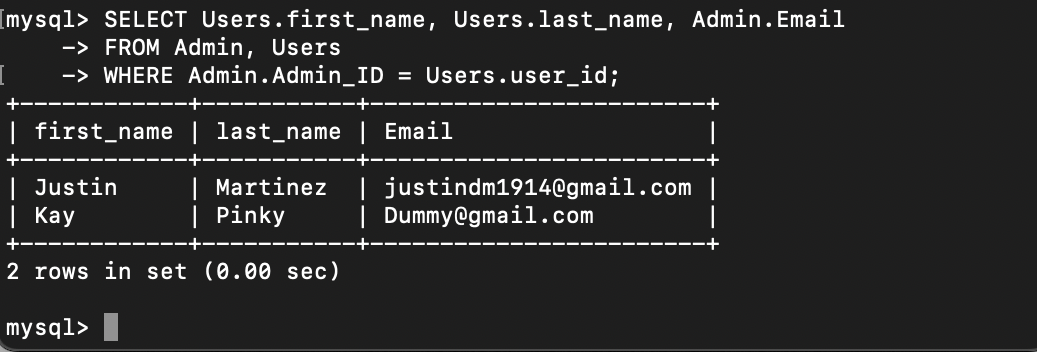 [mysql> SELECT Users.first_name, Users.last_name, Admin.Email
    -> FROM Admin, Users
[    -> WHERE Admin.Admin_ID = Users.user_id;
+------------+-----------+------------------------+
| first_name | last_name | Email                  |
+------------+-----------+------------------------+
| Justin     | Martinez  | justindm1914@gmail.com |
| Kay        | Pinky     | Dummy@gmail.com        |
+------------+-----------+------------------------+
2 rows in set (0.00 sec)

mysql>